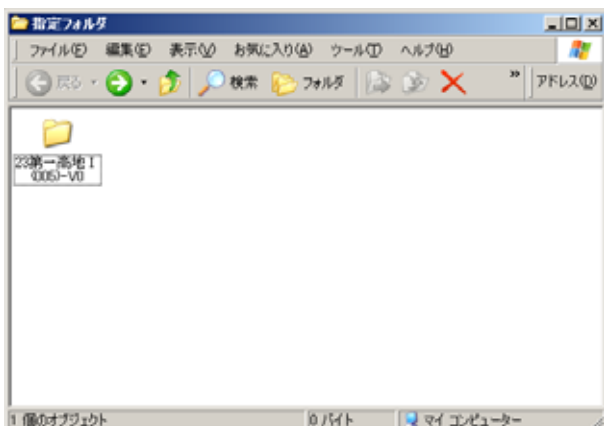 指定フォルダ
ファイル(F) 編集(E) 表示(V) お気に入り(A) ツール(T) ヘルプ(H)
戻る 検索 フォルダ » アドレス(D)
23第一高地Ⅰ
(005)-V0
1 個のオブジェクト 0 バイト マイ コンピューター